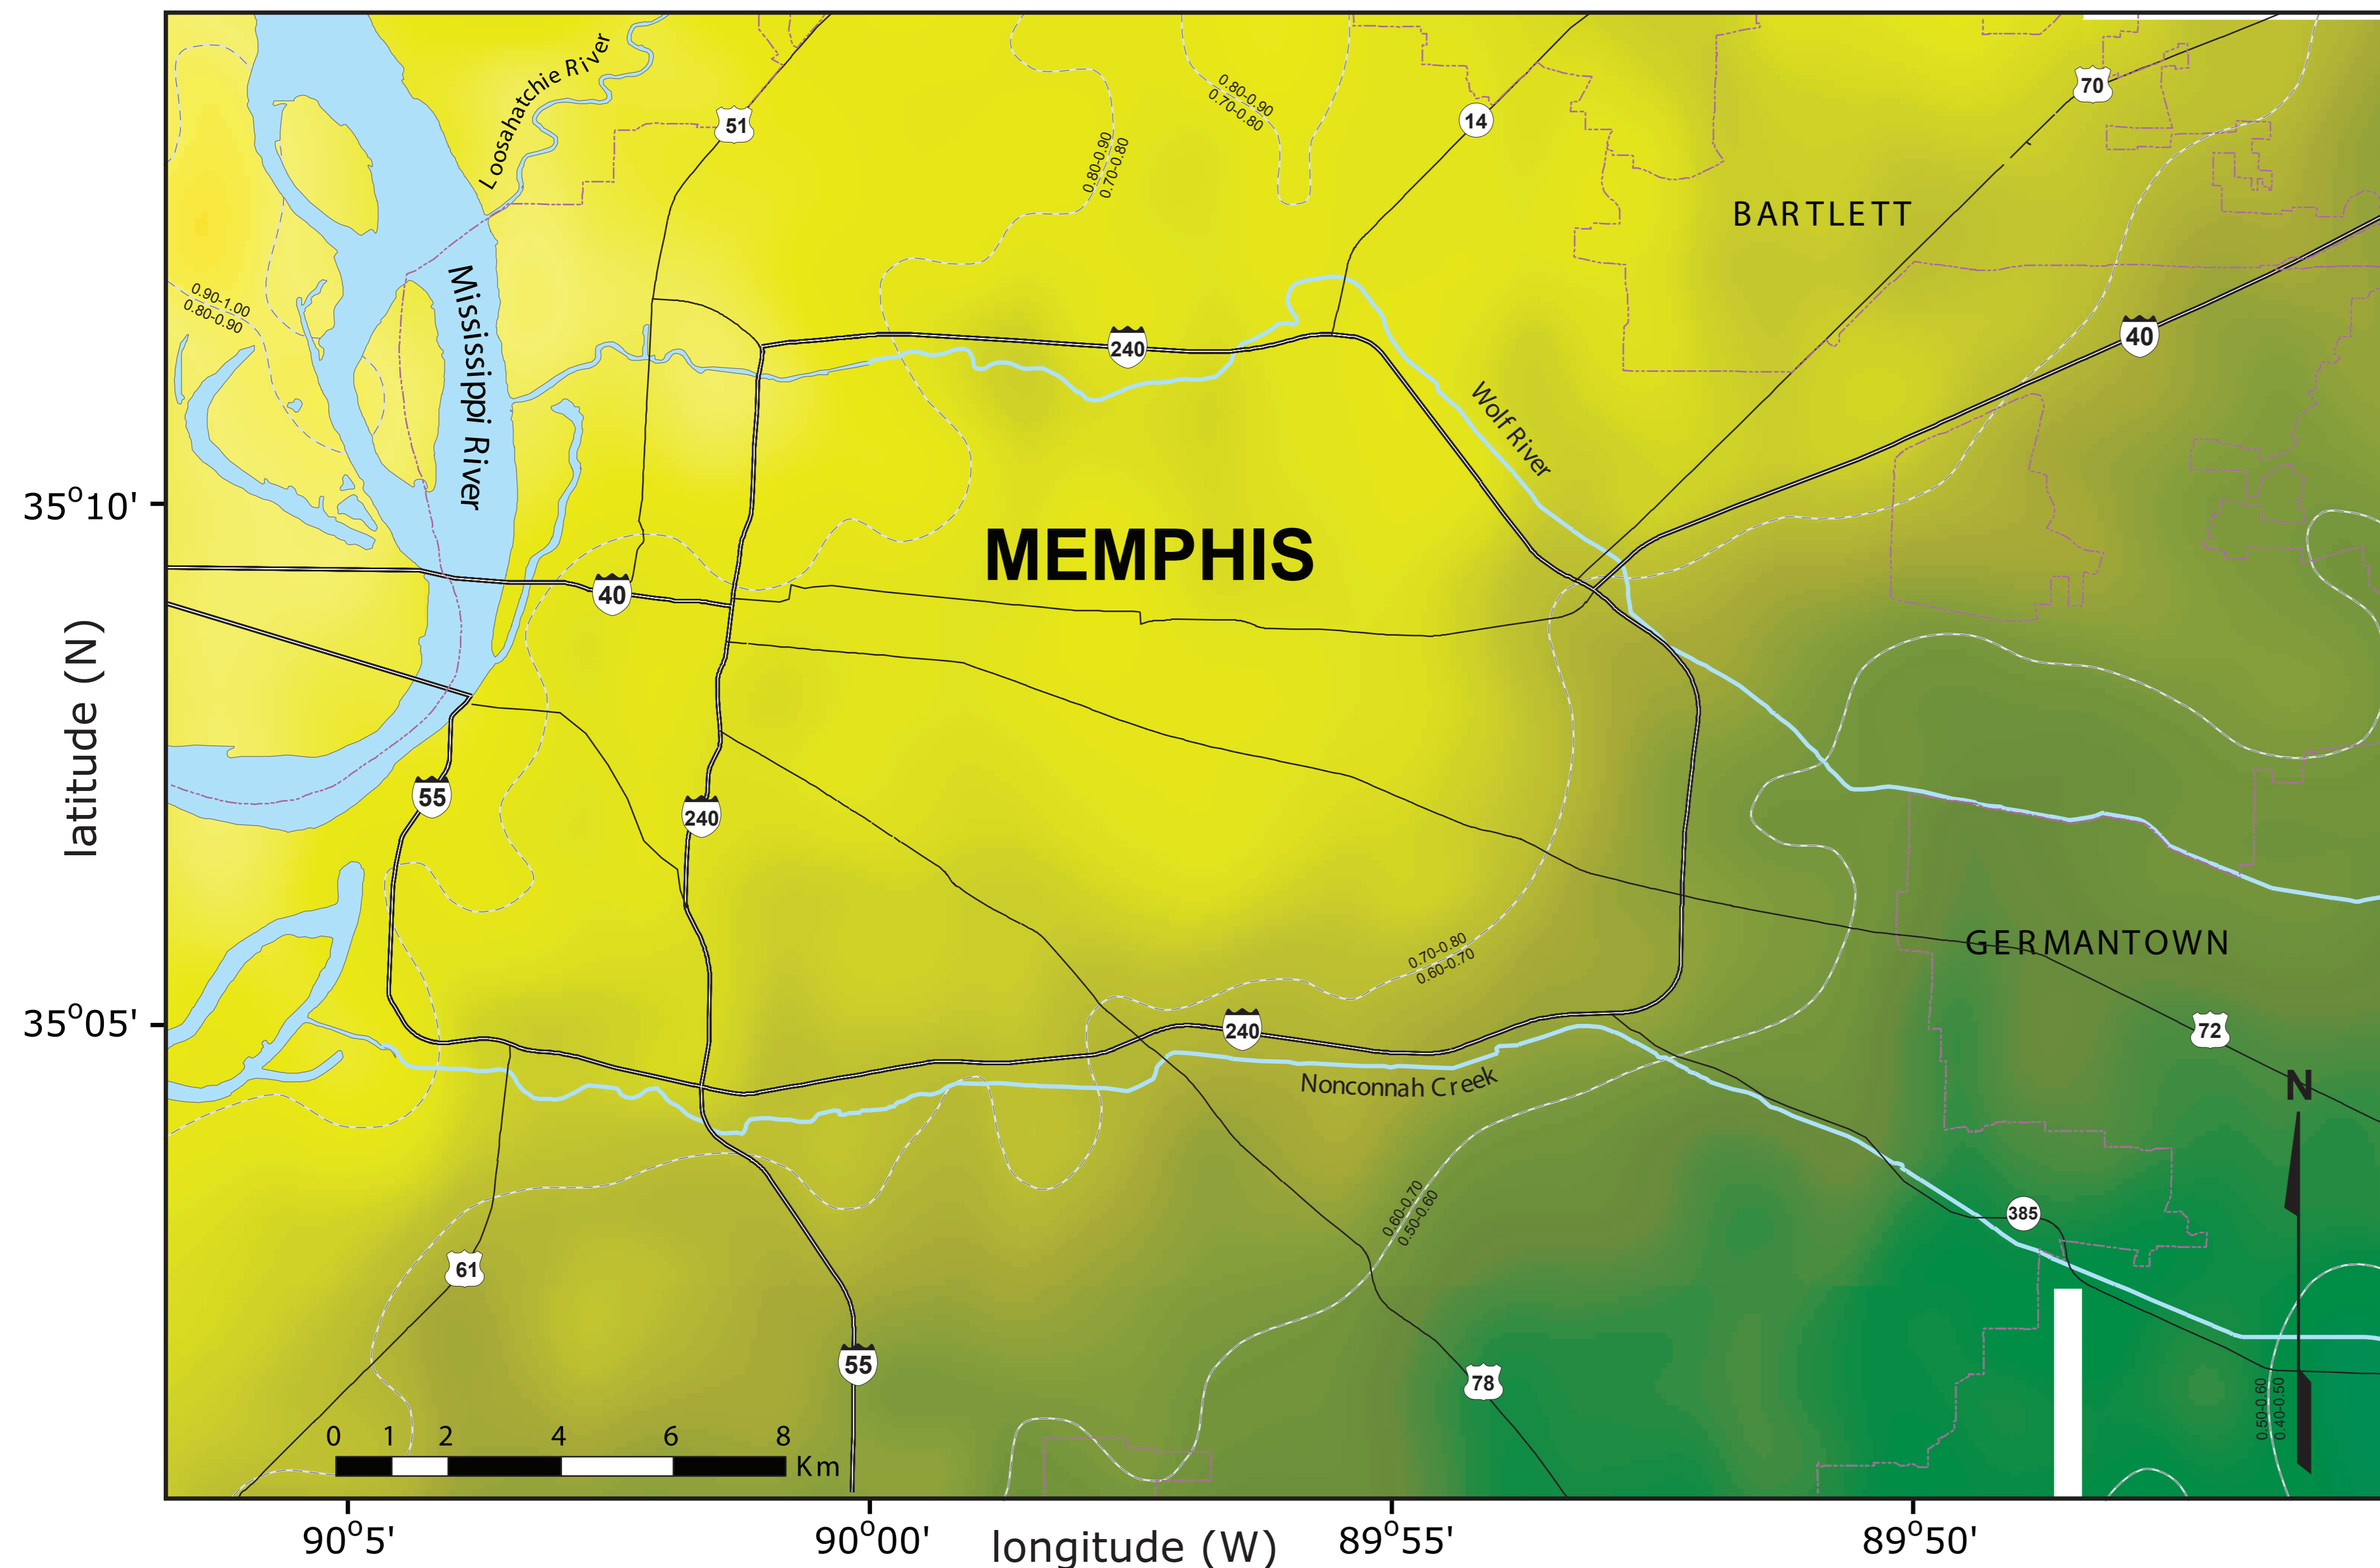 Loosahatchie River
51
0.80-0.90
0.70-0.80
0.80-0.90
0.70-0.80
14
70
BARTLETT
0.90-1.00
0.80-0.90
Mississippi River
240
40
Wolf River
35°10'
MEMPHIS
40
latitude (N)
55
240
0.70-0.80
0.60-0.70
GERMANTOWN
35°05'
240
72
Nonconnah Creek
N
0.60-0.70
0.50-0.60
385
61
55
78
0.50-0.60
0.40-0.50
0 1 2 4 6 8
Km
90°5' 90°00' 89°55' 89°50'
longitude (W)